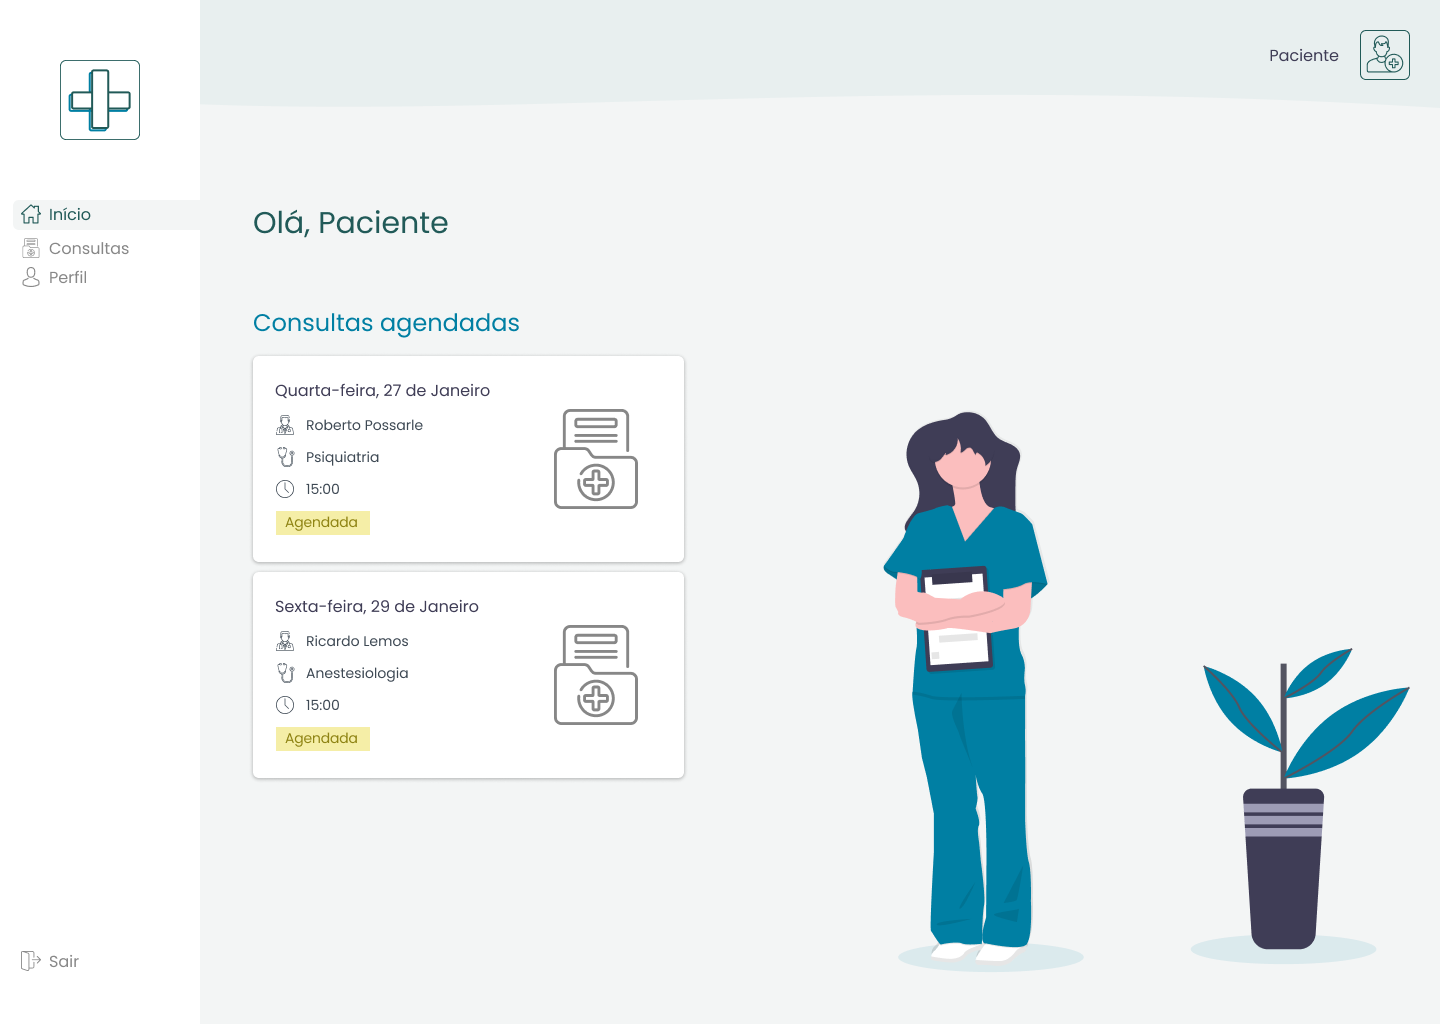 Paciente
Início
Consultas
Perfil
Sair
Olá, Paciente
Consultas agendadas
Quarta-feira, 27 de Janeiro
Roberto Possarle
Psiquiatria
15:00
Agendada
Sexta-feira, 29 de Janeiro
Ricardo Lemos
Anestesiologia
15:00
Agendada